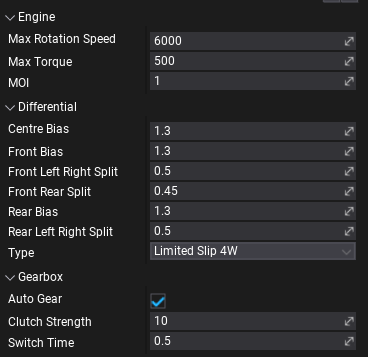 Engine
Max Rotation Speed 6000
Max Torque 500
MOI 1
Differential
Centre Bias 1.3
Front Bias 1.3
Front Left Right Split 0.5
Front Rear Split 0.45
Rear Bias 1.3
Rear Left Right Split 0.5
Type Limited Slip 4W
Gearbox
Auto Gear
Clutch Strength 10
Switch Time 0.5